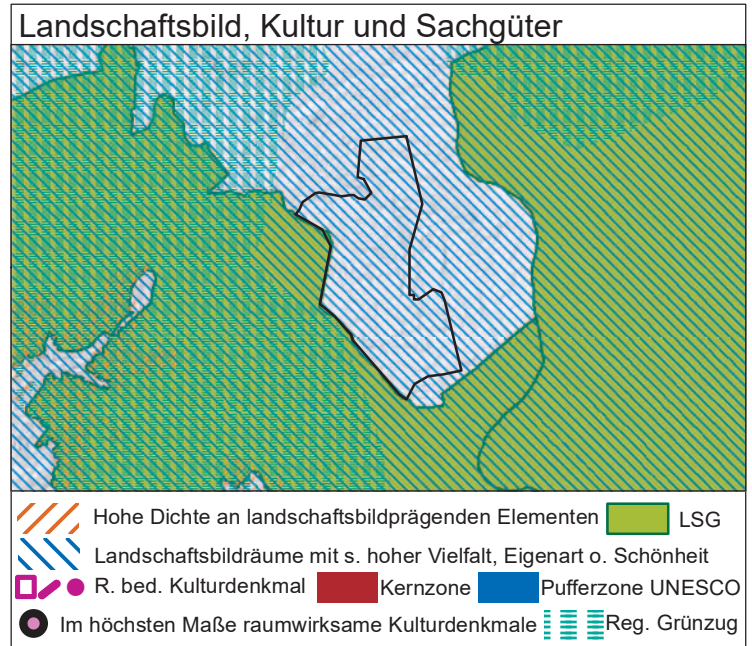 Landschaftsbild, Kultur und Sachgüter
Hohe Dichte an landschaftsbildprägenden Elementen LSG
Landschaftsbildräume mit s. hoher Vielfalt, Eigenart o. Schönheit
R. bed. Kulturdenkmal Kernzone Pufferzone UNESCO
Im höchsten Maße raumwirksame Kulturdenkmale Reg. Grünzug